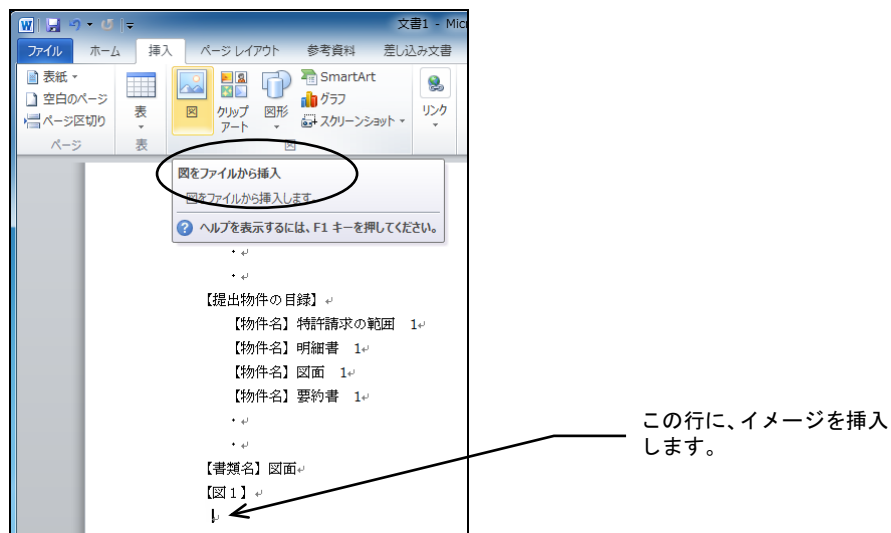 文書1 - Micr
ファイル ホーム 挿入 ページ レイアウト 参考資料 差し込み文書
表紙
空白のページ
ページ区切り
ページ
表
表
図
クリップ
アート
図形
SmartArt
グラフ
スクリーンショット
図
リンク
図をファイルから挿入
図をファイルから挿入します。
ヘルプを表示するには、F1 キーを押してください。
・
・
【提出物件の目録】
【物件名】特許請求の範囲 1
【物件名】明細書 1
【物件名】図面 1
【物件名】要約書 1
・
・
【書類名】図面
【図1】
この行に、イメージを挿入
します。